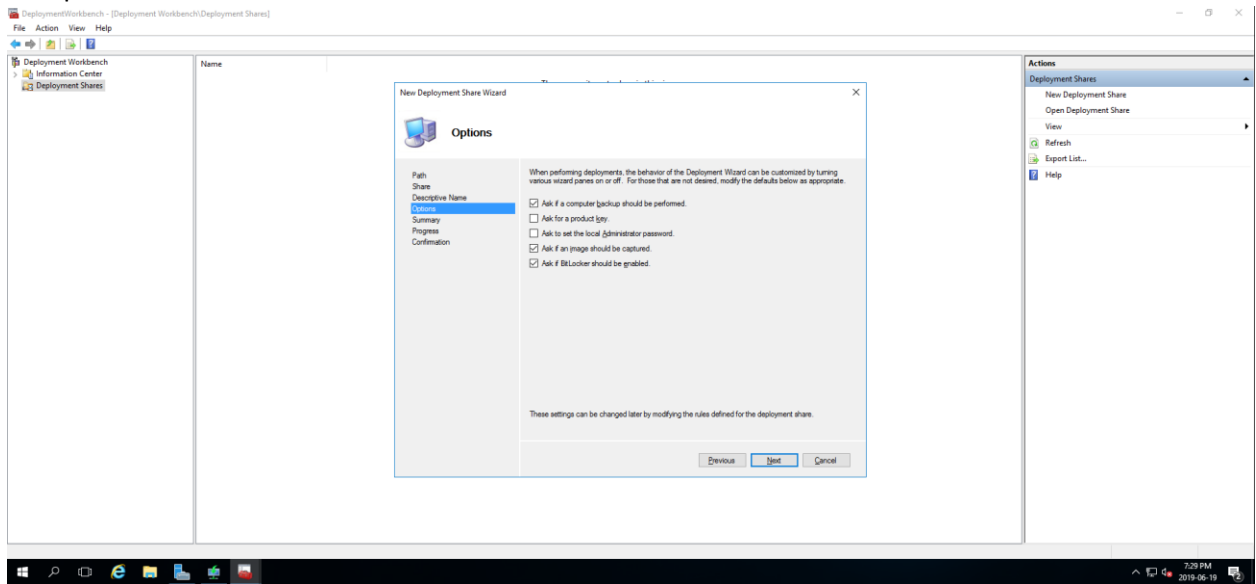 DeploymentWorkbench - [Deployment Workbench\Deployment Shares]
File Action View Help
Deployment Workbench
Information Center
Deployment Shares
Name
New Deployment Share Wizard
Options
Path
Share
Descriptive Name
Options
Summary
Progress
Confirmation
When performing deployments, the behavior of the Deployment Wizard can be customized by turning
various wizard panes on or off. For those that are not desired, modify the defaults below as appropriate.
Ask if a computer backup should be performed.
Ask for a product key.
Ask to set the local Administrator password.
Ask if an image should be captured.
Ask if BitLocker should be enabled.
These settings can be changed later by modifying the rules defined for the deployment share.
Previous Next Cancel
Actions
Deployment Shares
New Deployment Share
Open Deployment Share
View
Refresh
Export List...
Help
7:29 PM
2019-06-19